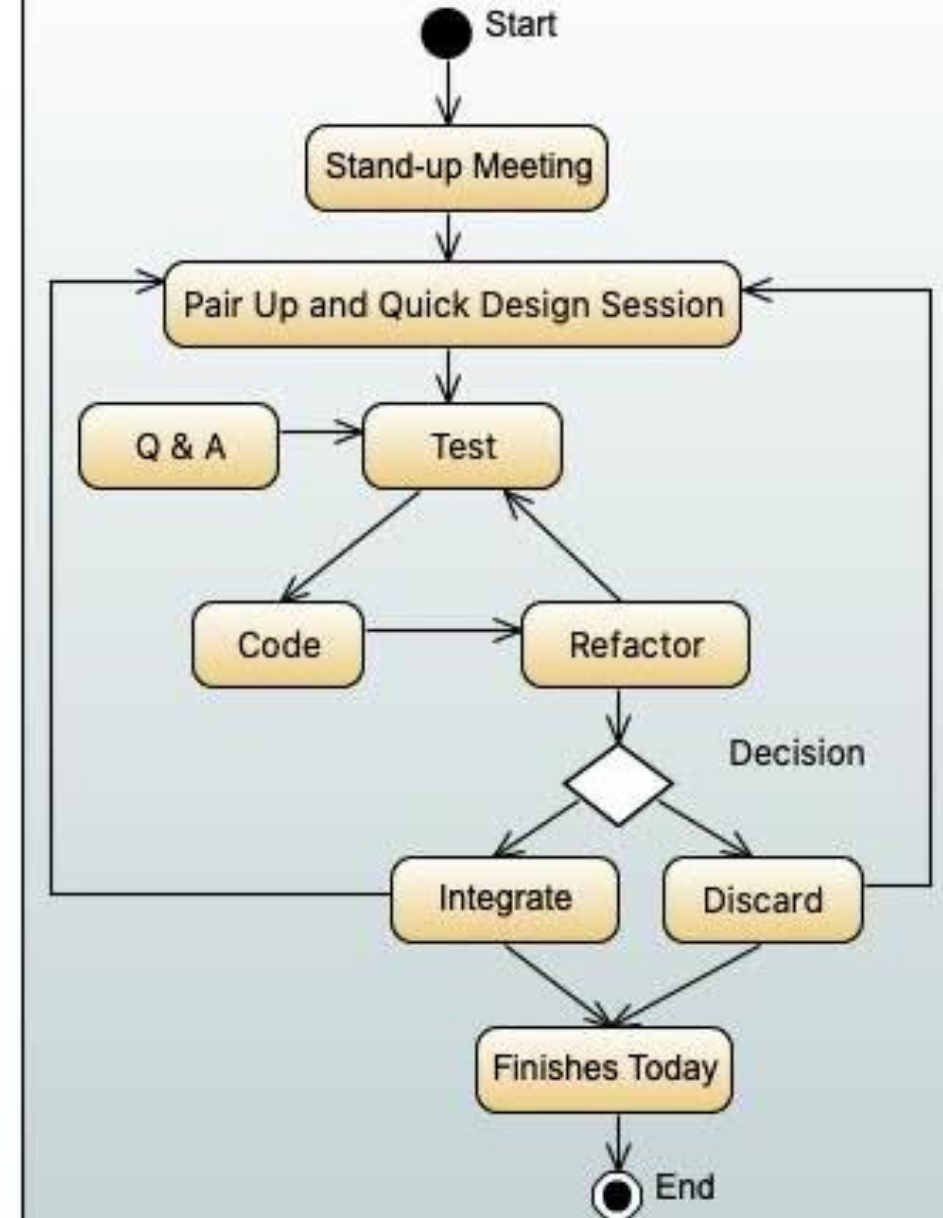 Start
Stand-up Meeting
Pair Up and Quick Design Session
Q & A
Test
Code
Refactor
Decision
Integrate
Discard
Finishes Today
End